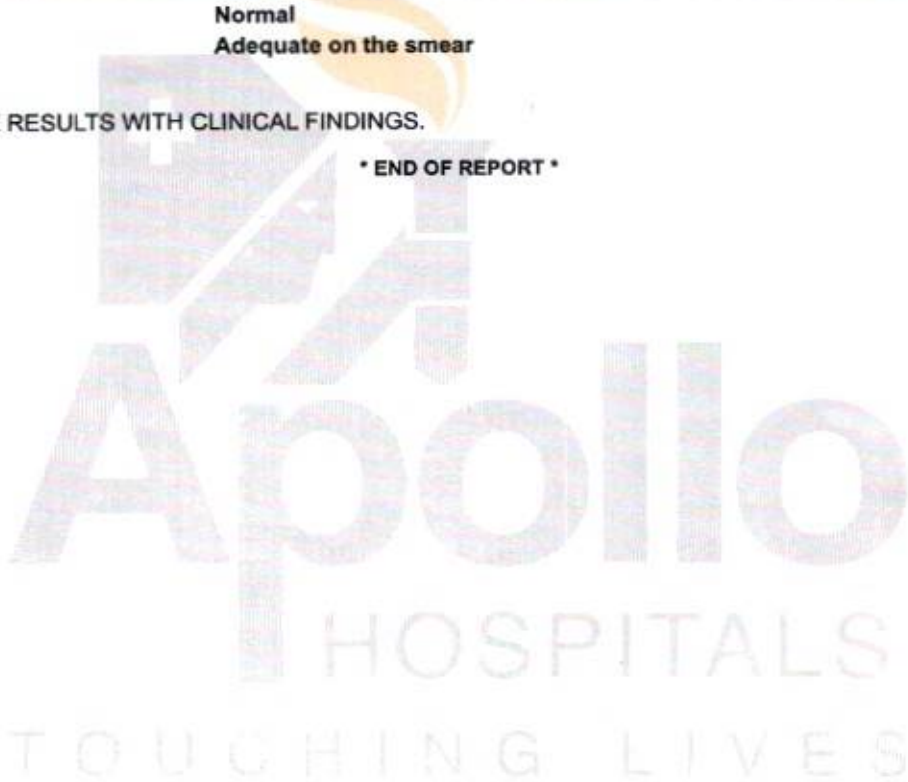 Normal
Adequate on the smear
RESULTS WITH CLINICAL FINDINGS.
* END OF REPORT *
Apollo
HOSPITALS
TOUCHING LIVES